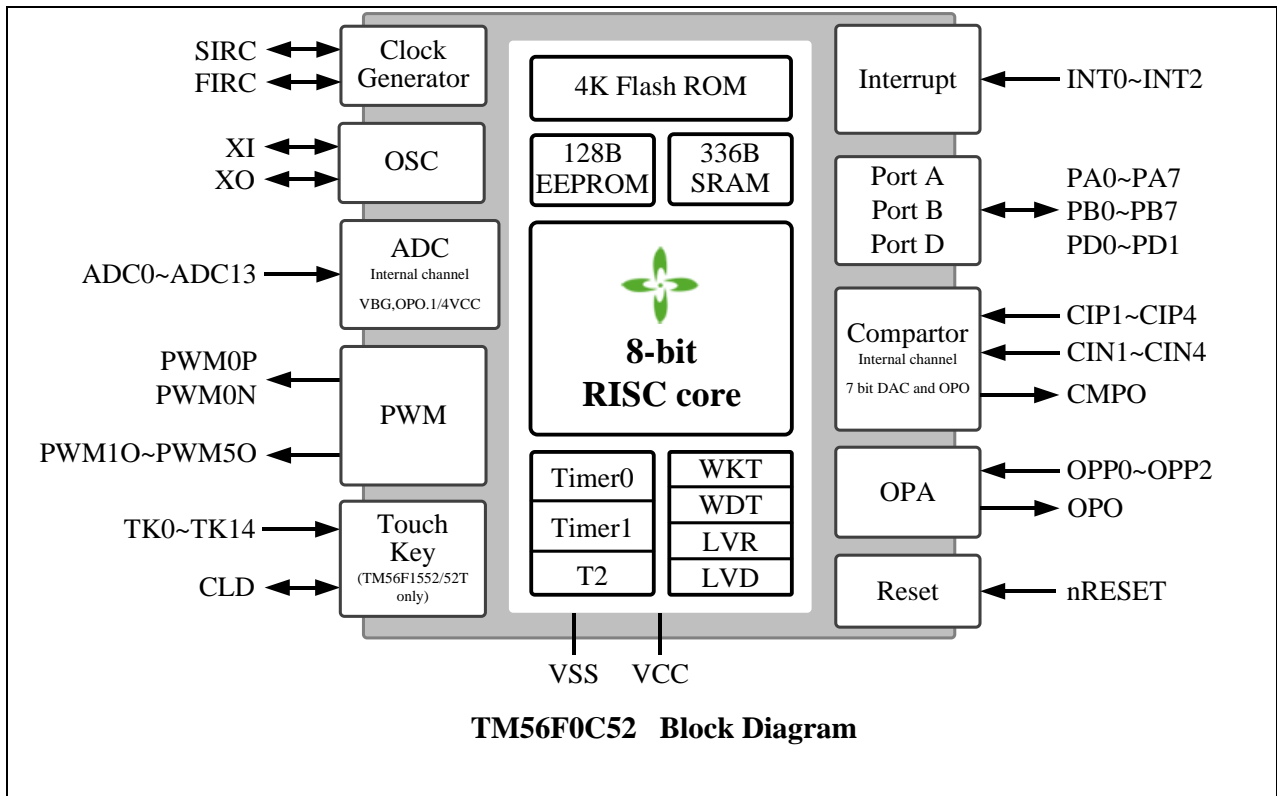 SIRC
FIRC
Clock
Generator
XI
XO
OSC
ADC0~ADC13
ADC
Internal channel
VBG,OPO.1/4VCC
PWM0P
PWM0N
PWM1O~PWM5O
PWM
TK0~TK14
CLD
Touch
Key
(TM56F1552/52T
only)
4K Flash ROM
128B
EEPROM
336B
SRAM
8-bit
RISC core
Timer0
Timer1
T2
WKT
WDT
LVR
LVD
Interrupt
INT0~INT2
Port A
Port B
Port D
PA0~PA7
PB0~PB7
PD0~PD1
Compartor
Internal channel
7 bit DAC and OPO
CIP1~CIP4
CIN1~CIN4
CMPO
OPA
OPP0~OPP2
OPO
Reset
nRESET
VSS
VCC
TM56F0C52 Block Diagram